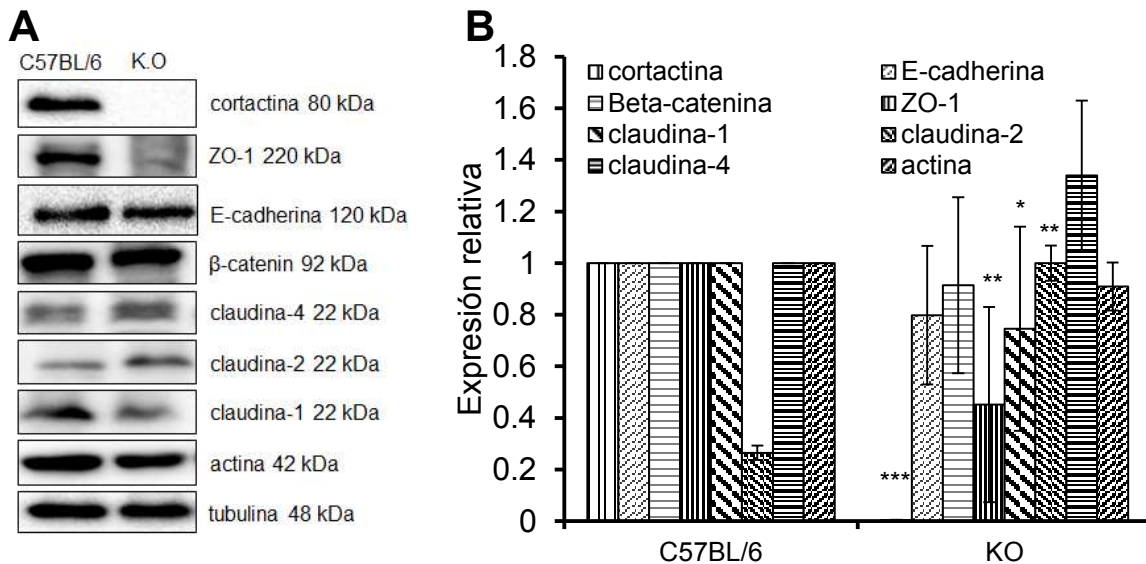 A
C57BL/6 K.O
cortactina 80 kDa
ZO-1 220 kDa
E-cadherina 120 kDa
β-catenin 92 kDa
claudina-4 22 kDa
claudina-2 22 kDa
claudina-1 22 kDa
actina 42 kDa
tubulina 48 kDa
B
Expresión relativa
1.8
1.6
1.4
1.2
1
0.8
0.6
0.4
0.2
0
cortactina E-cadherina
Beta-catenina ZO-1
claudina-1 claudina-2
claudina-4 actina
***
**
*
**
C57BL/6 KO